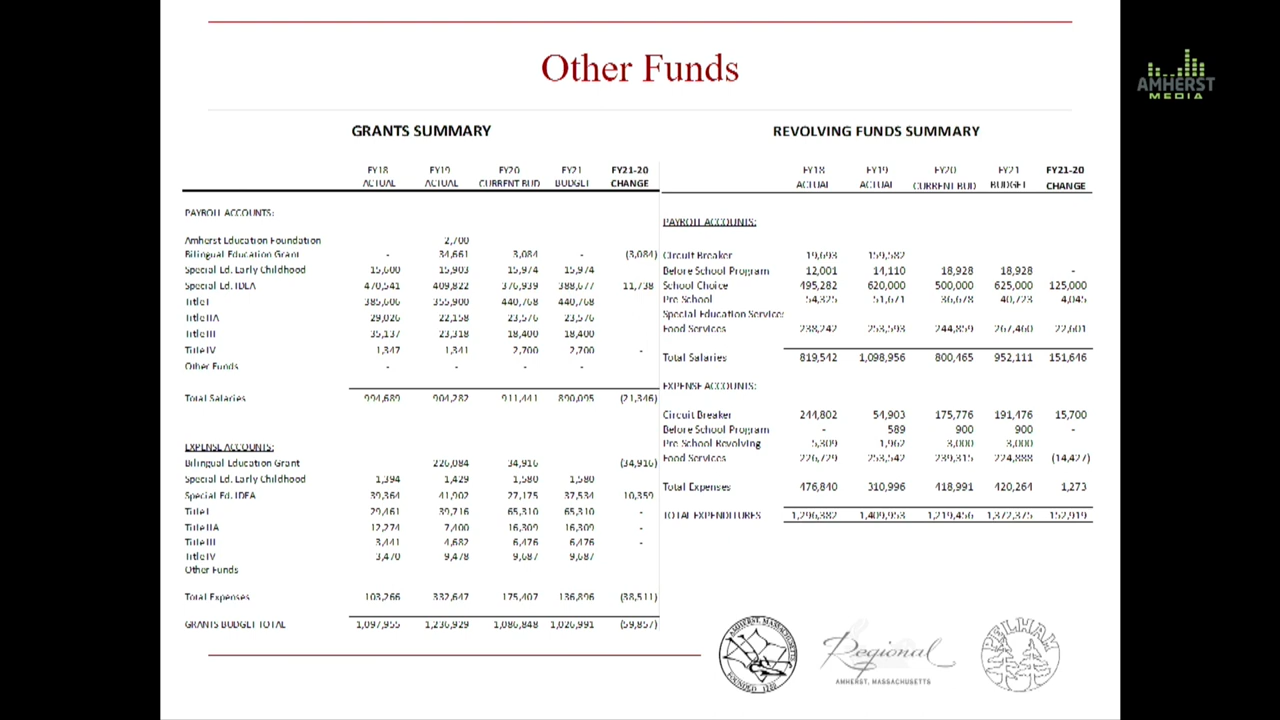 Other Funds
AMHERST
MEDIA
GRANTS SUMMARY
FY18 FY19 FY20 FY21 FY21-20
ACTUAL ACTUAL CURRENT BUD BUDGET CHANGE
PAYROLL ACCOUNTS:
Amherst Education Foundation 2,700
Bilingual Education Grant - 34,661 3,084 - (3,084)
Special Ed. Early Childhood 15,600 15,903 15,974 15,974
Special Ed. IDEA 470,541 409,822 376,939 388,677 11,738
Title I 385,606 355,900 440,768 440,768
Title IIA 29,026 22,158 23,576 23,576
Title III 35,137 23,318 18,400 18,400
Title IV 1,347 1,341 2,700 2,700 -
Other Funds - - - -
Total Salaries 994,689 904,282 911,441 890,095 (21,346)
EXPENSE ACCOUNTS:
Bilingual Education Grant 226,084 34,916 (34,916)
Special Ed. Early Childhood 1,394 1,429 1,580 1,580
Special Ed. IDEA 39,364 41,902 27,175 37,534 10,359
Title I 29,461 39,716 65,310 65,310 -
Title IIA 12,274 7,400 16,309 16,309 -
Title III 3,441 4,682 6,476 6,476 -
Title IV 3,470 9,478 9,687 9,687
Other Funds
Total Expenses 103,266 332,647 175,407 136,896 (38,511)
GRANTS BUDGET TOTAL 1,097,955 1,236,929 1,086,848 1,026,991 (59,857)
REVOLVING FUNDS SUMMARY
FY18 FY19 FY20 FY21 FY21-20
ACTUAL ACTUAL CURRENT BUD BUDGET CHANGE
PAYROLL ACCOUNTS:
Circuit Breaker 19,693 159,582
Before School Program 12,001 14,110 18,928 18,928 -
School Choice 495,282 620,000 500,000 625,000 125,000
Pre School 54,325 51,671 36,678 40,723 4,045
Special Education Services
Food Services 238,242 253,593 244,859 267,460 22,601
Total Salaries 819,542 1,098,956 800,465 952,111 151,646
EXPENSE ACCOUNTS:
Circuit Breaker 244,802 54,903 175,776 191,476 15,700
Before School Program - 589 900 900 -
Pre School Revolving 5,309 1,962 3,000 3,000
Food Services 226,729 253,542 239,315 224,888 (14,427)
Total Expenses 476,840 310,996 418,991 420,264 1,273
TOTAL EXPENDITURES 1,296,382 1,409,953 1,219,456 1,372,375 152,919
AMHERST, MASSACHUSETTS
Regional
AMHERST, MASSACHUSETTS
PELHAM